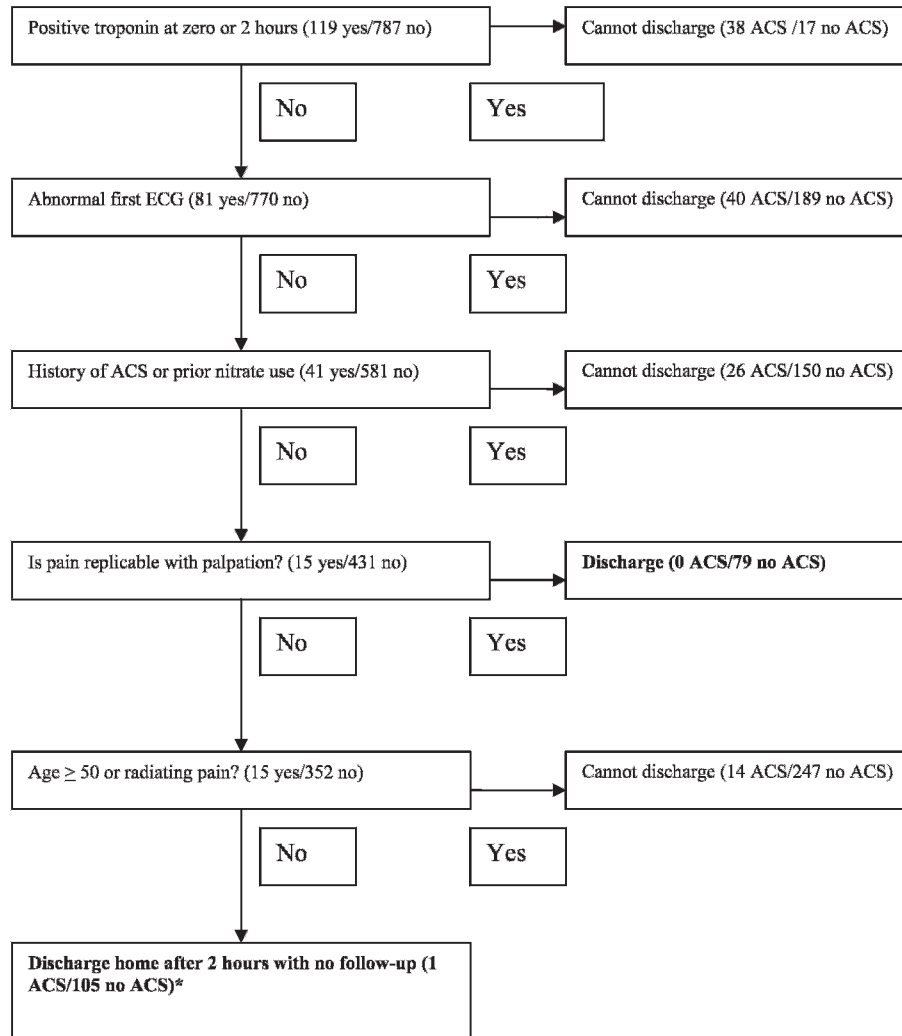 Positive troponin at zero or 2 hours (119 yes/787 no)
Cannot discharge (38 ACS /17 no ACS)
No
Yes
Abnormal first ECG (81 yes/770 no)
Cannot discharge (40 ACS/189 no ACS)
No
Yes
History of ACS or prior nitrate use (41 yes/581 no)
Cannot discharge (26 ACS/150 no ACS)
No
Yes
Is pain replicable with palpation? (15 yes/431 no)
Discharge (0 ACS/79 no ACS)
No
Yes
Age ≥ 50 or radiating pain? (15 yes/352 no)
Cannot discharge (14 ACS/247 no ACS)
No
Yes
Discharge home after 2 hours with no follow-up (1
ACS/105 no ACS)*